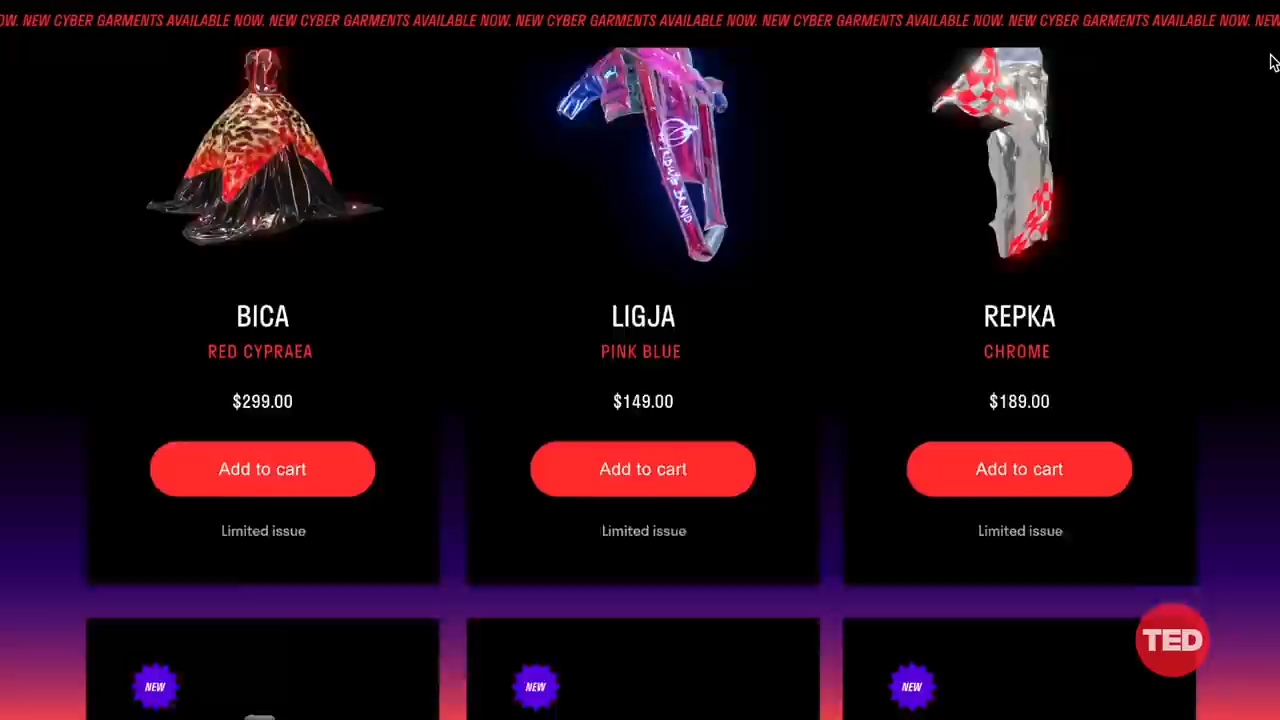 OW. NEW CYBER GARMENTS AVAILABLE NOW. NEW CYBER GARMENTS AVAILABLE NOW. NEW CYBER GARMENTS AVAILABLE NOW. NEW CYBER GARMENTS AVAILABLE NOW. NEW CYBER GARMENTS AVAILABLE NOW. NEW
BICA
LIGJA
REPKA
RED CYPRAEA
PINK BLUE
CHROME
$299.00
$149.00
$189.00
Add to cart
Add to cart
Add to cart
Limited issue
Limited issue
Limited issue
TED
NEW
NEW
NEW